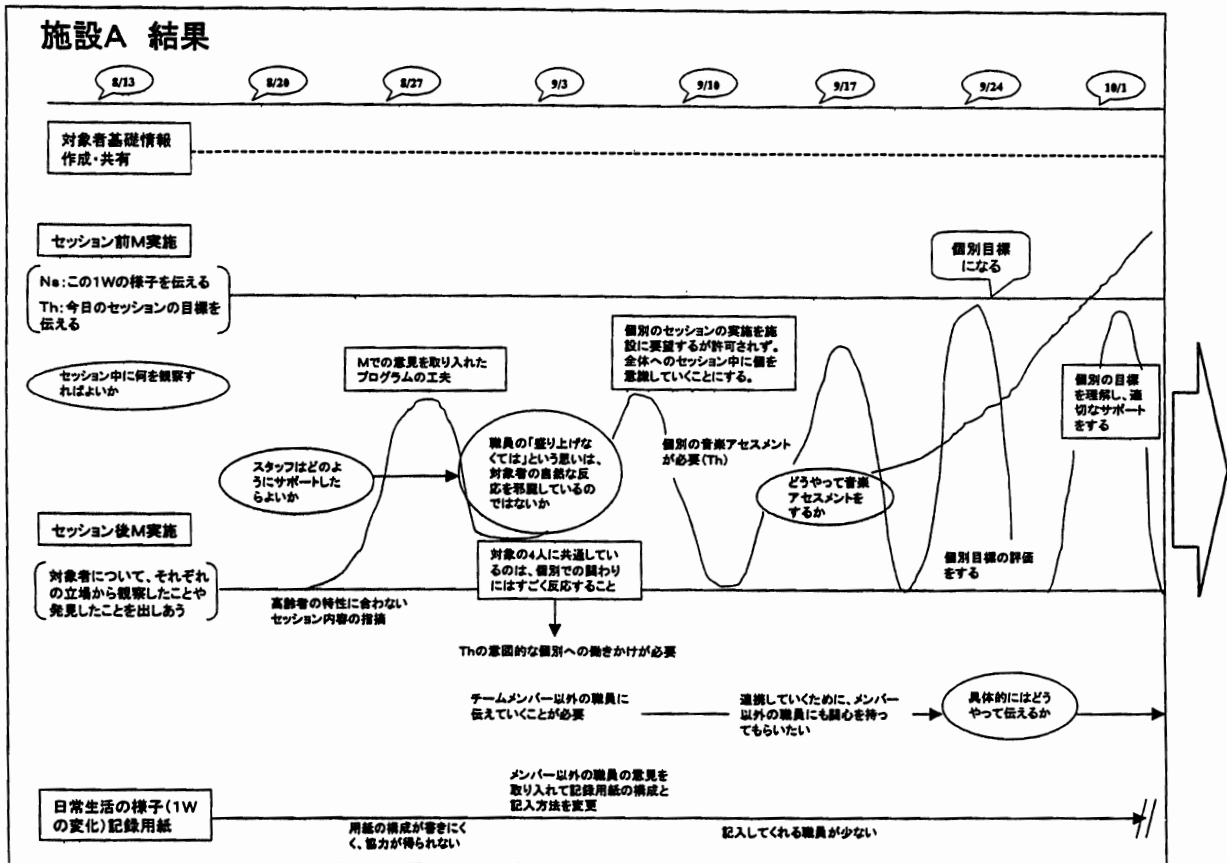 施設A 結果
8/13
8/20
8/27
9/3
9/10
9/17
9/24
10/1
対象者基礎情報
作成・共有
セッション前M実施
Ns:この1Wの様子を伝える
Th:今日のセッションの目標を
伝える
個別目標
になる
セッション中に何を観察す
ればよいか
Mでの意見を取り入れた
プログラムの工夫
個別のセッションの実施を施
設に要望するが許可されず。
全体へのセッション中に個を
意識していくことにする。
個別の目標
を理解し、適
切なサポート
をする
スタッフはどのよ
うにサポートした
らよいか
職員の「盛り上げな
くては」という思いは、
対象者の自然な反
応を邪魔しているの
ではないか
個別の音楽アセスメント
が必要(Th)
どうやって音楽
アセスメントを
するか
セッション後M実施
対象者について、それぞれ
の立場から観察したことや
発見したことを出しあう
対象の4人に共通してい
るのは、個別での関わり
にはすごく反応すること
個別目標の評価
をする
高齢者の特性に合わない
セッション内容の指摘
Thの意図的な個別への働きかけが必要
チームメンバー以外の職員に
伝えていくことが必要
連携していくために、メンバー
以外の職員にも関心を持っ
てもらいたい
具体的にはどう
やって伝えるか
メンバー以外の職員の意見を
取り入れて記録用紙の構成と
記入方法を変更
日常生活の様子(1W
の変化)記録用紙
用紙の構成が書きにく
く、協力が得られない
記入してくれる職員が少ない